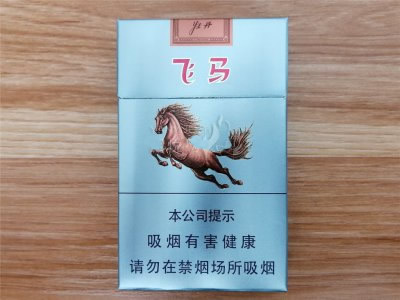 飞马
本公司提示
吸烟有害健康
请勿在禁烟场所吸烟